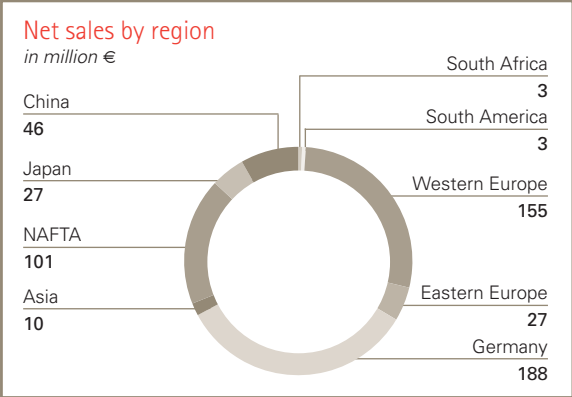 Net sales by region
in million €
South Africa
3
South America
3
Western Europe
155
Eastern Europe
27
Germany
188
China
46
Japan
27
NAFTA
101
Asia
10